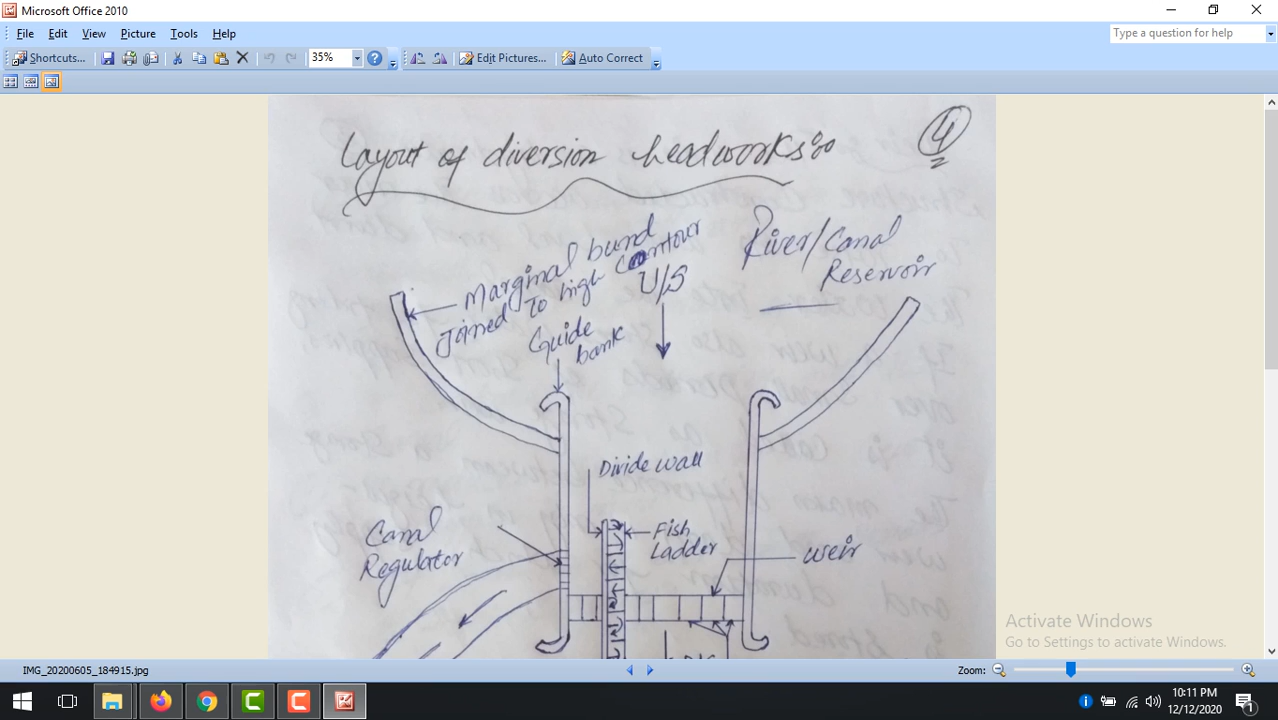 Microsoft Office 2010
File Edit View Picture Tools Help
Type a question for help
Shortcuts... 35% Edit Pictures... Auto Correct
Layout of diversion headworks:
4
Marginal bund
Joined To high Contour
U/S
River/Canal
Reservoir
Guide
bank
Divide wall
Canal
Regulator
Fish
Ladder
weir
Activate Windows
Go to Settings to activate Windows.
IMG_20200605_184915.jpg
Zoom:
10:11 PM
12/12/2020
1